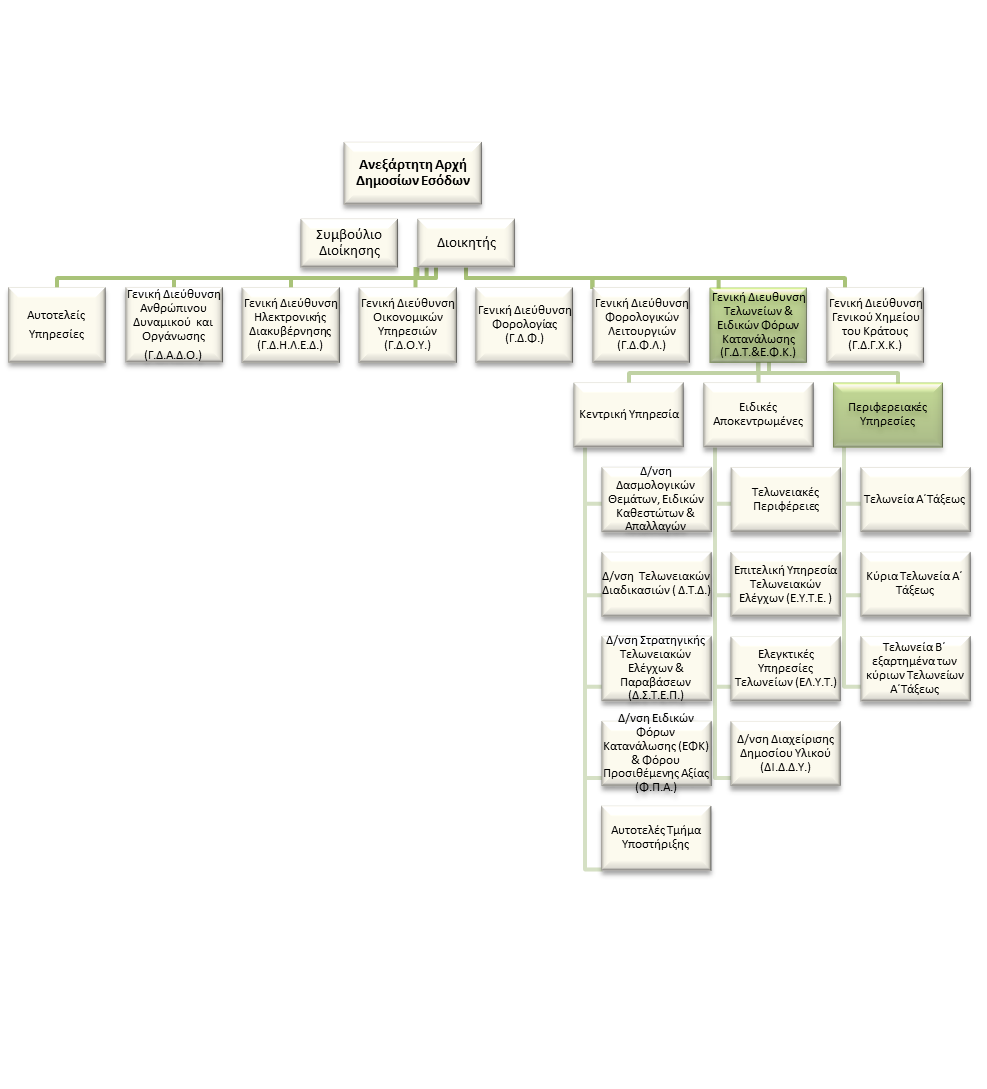 Ανεξάρτητη Αρχή
Δημοσίων Εσόδων
Συμβούλιο
Διοίκησης
Διοικητής
Αυτοτελείς
Υπηρεσίες
Γενική Διεύθυνση
Ανθρώπινου
Δυναμικού και
Οργάνωσης
(Γ.Δ.Α.Δ.Ο.)
Γενική Διεύθυνση
Ηλεκτρονικής
Διακυβέρνησης
(Γ.Δ.Η.Λ.Ε.Δ.)
Γενική Διεύθυνση
Οικονομικών
Υπηρεσιών
(Γ.Δ.Ο.Υ.)
Γενική Διεύθυνση
Φορολογίας
(Γ.Δ.Φ.)
Γενική Διεύθυνση
Φορολογικών
Λειτουργιών
(Γ.Δ.Φ.Λ.)
Γενική Διευθυνση
Τελωνείων &
Ειδικών Φόρων
Κατανάλωσης
(Γ.Δ.Τ.&Ε.Φ.Κ.)
Γενική Διεύθυνση
Γενικού Χημείου
του Κράτους
(Γ.Δ.Γ.Χ.Κ.)
Κεντρική Υπηρεσία
Ειδικές
Αποκεντρωμένες
Περιφερειακές
Υπηρεσίες
Δ/νση
Δασμολογικών
Θεμάτων, Ειδικών
Καθεστώτων &
Απαλλαγών
Τελωνειακές
Περιφέρειες
Τελωνεία Α΄Τάξεως
Δ/νση Τελωνειακών
Διαδικασιών ( Δ.Τ.Δ.)
Επιτελική Υπηρεσία
Τελωνειακών
Ελέγχων (Ε.Υ.Τ.Ε. )
Κύρια Τελωνεία Α΄
Τάξεως
Δ/νση Στρατηγικής
Τελωνειακών
Ελέγχων &
Παραβάσεων
(Δ.Σ.Τ.Ε.Π.)
Ελεγκτικές
Υπηρεσίες
Τελωνείων (ΕΛ.Υ.Τ.)
Τελωνεία Β΄
εξαρτημένα των
κύριων Τελωνείων
Α΄Τάξεως
Δ/νση Ειδικών
Φόρων
Κατανάλωσης (ΕΦΚ)
& Φόρου
Προσιθέμενης Αξίας
(Φ.Π.Α.)
Δ/νση Διαχείρισης
Δημοσίου Υλικού
(ΔΙ.Δ.Δ.Υ.)
Αυτοτελές Τμήμα
Υποστήριξης